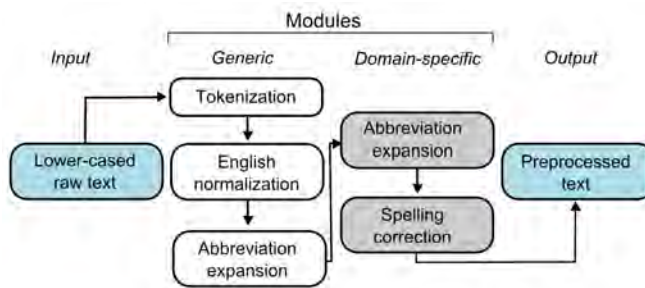 Modules
Input
Generic
Domain-specific
Output
Tokenization
Lower-cased
raw text
English
normalization
Abbreviation
expansion
Abbreviation
expansion
Spelling
correction
Preprocessed
text